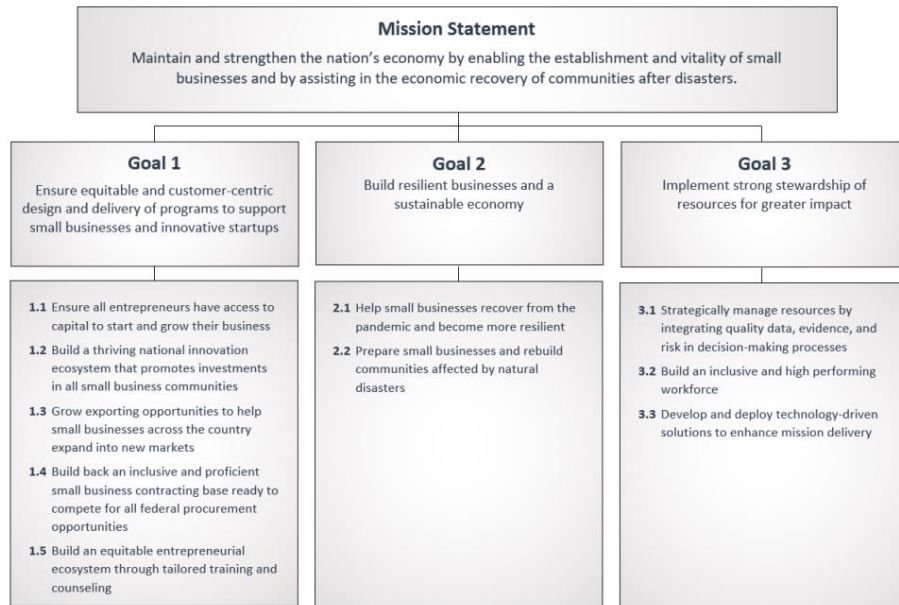 Mission Statement
Maintain and strengthen the nation’s economy by enabling the establishment and vitality of small
businesses and by assisting in the economic recovery of communities after disasters.
Goal 1
Ensure equitable and customer-centric
design and delivery of programs to support
small businesses and innovative startups
Goal 2
Build resilient businesses and a
sustainable economy
Goal 3
Implement strong stewardship of
resources for greater impact
1.1 Ensure all entrepreneurs have access to
capital to start and grow their business
1.2 Build a thriving national innovation
ecosystem that promotes investments
in all small business communities
1.3 Grow exporting opportunities to help
small businesses across the country
expand into new markets
1.4 Build back an inclusive and proficient
small business contracting base ready to
compete for all federal procurement
opportunities
1.5 Build an equitable entrepreneurial
ecosystem through tailored training and
counseling
2.1 Help small businesses recover from the
pandemic and become more resilient
2.2 Prepare small businesses and rebuild
communities affected by natural
disasters
3.1 Strategically manage resources by
integrating quality data, evidence, and
risk in decision-making processes
3.2 Build an inclusive and high performing
workforce
3.3 Develop and deploy technology-driven
solutions to enhance mission delivery